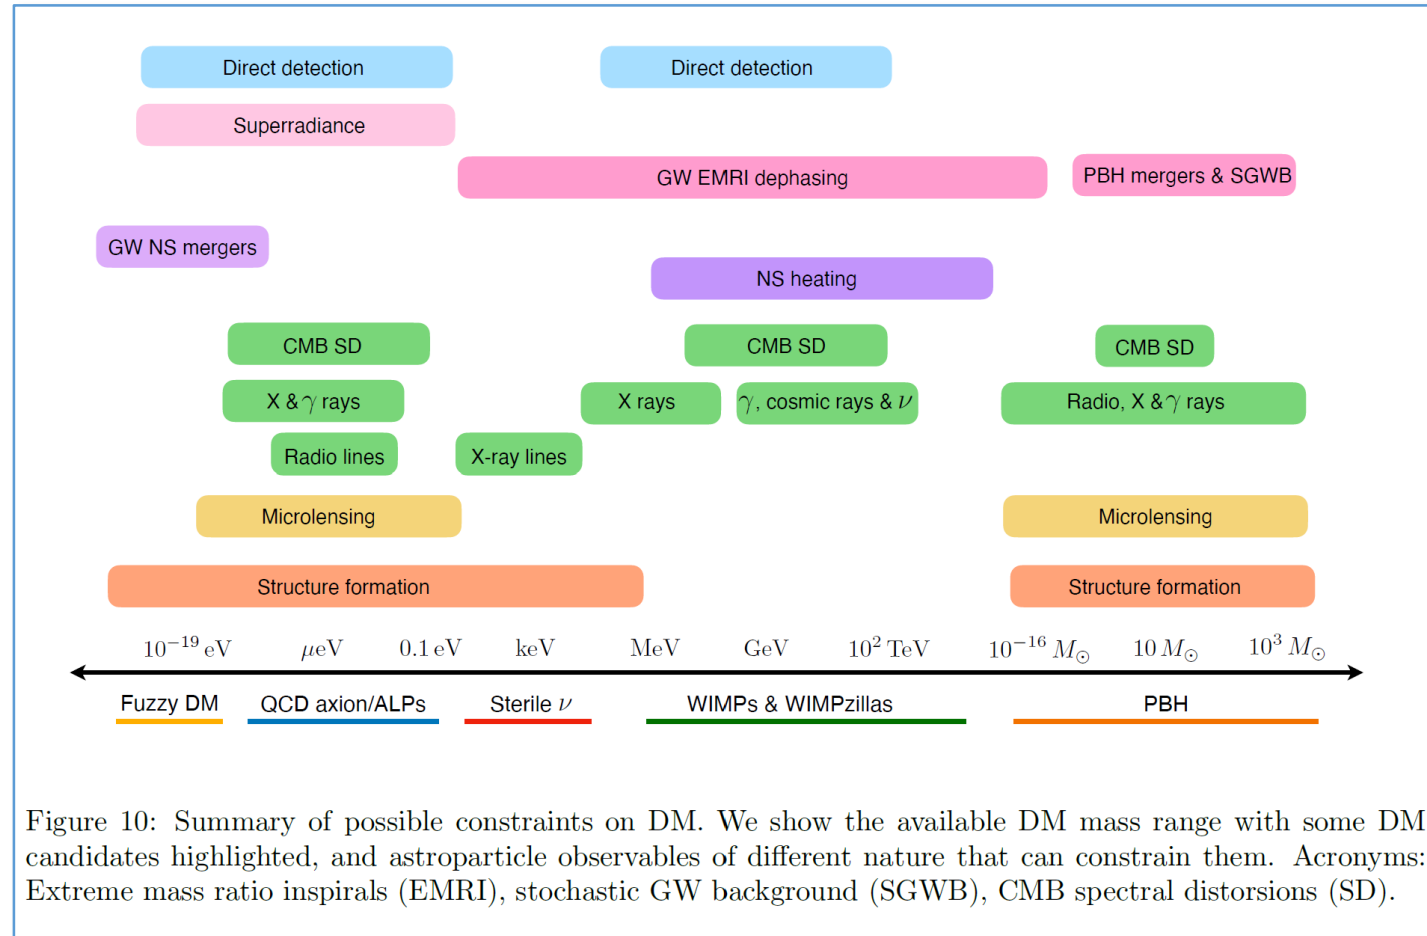 Direct detection
Direct detection
Superradiance
GW EMRI dephasing
PBH mergers & SGWB
GW NS mergers
NS heating
CMB SD
CMB SD
CMB SD
X & γ rays
X rays
γ, cosmic rays & ν
Radio, X & γ rays
Radio lines
X-ray lines
Microlensing
Microlensing
Structure formation
Structure formation
10⁻¹⁹ eV
μeV
0.1 eV
keV
MeV
GeV
10² TeV
10⁻¹⁶ M⊙
10 M⊙
10³ M⊙
Fuzzy DM
QCD axion/ALPs
Sterile ν
WIMPs & WIMPzillas
PBH
Figure 10: Summary of possible constraints on DM. We show the available DM mass range with some DM
candidates highlighted, and astroparticle observables of different nature that can constrain them. Acronyms:
Extreme mass ratio inspirals (EMRI), stochastic GW background (SGWB), CMB spectral distorsions (SD).